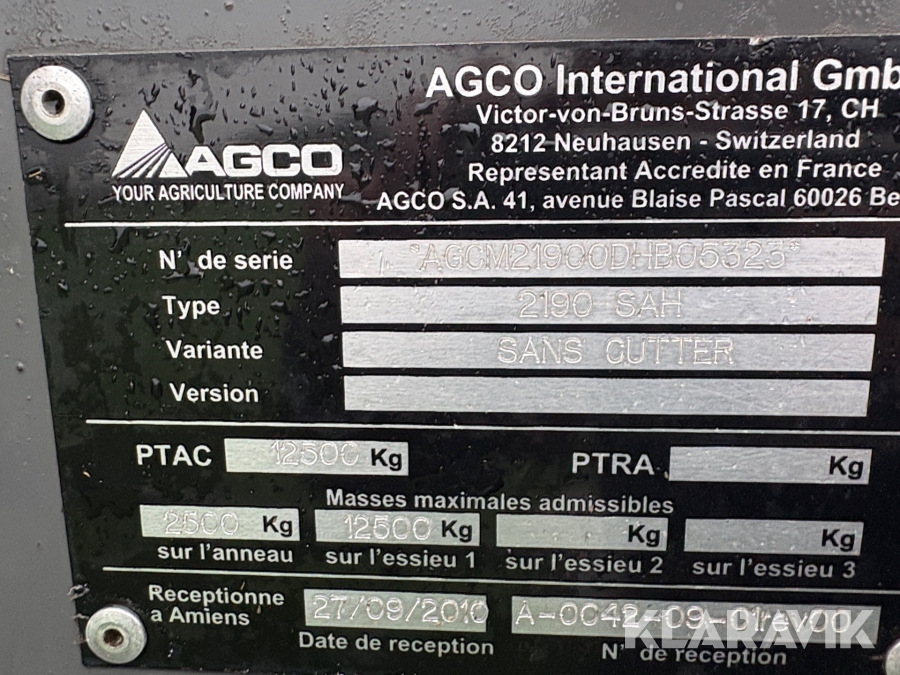 AGCO International Gmb
Victor-von-Bruns-Strasse 17, CH
8212 Neuhausen - Switzerland
Representant Accredite en France
AGCO S.A. 41, avenue Blaise Pascal 60026 Be
AGCO
YOUR AGRICULTURE COMPANY
N° de serie *AGCM21900DHB05323*
Type 2190 SAH
Variante SANS CUTTER
Version
PTAC 12500 Kg PTRA Kg
Masses maximales admissibles
2500 Kg 12500 Kg Kg Kg
sur l'anneau sur l'essieu 1 sur l'essieu 2 sur l'essieu 3
Receptionne
a Amiens
27/09/2010 A-0042-09-01rev00
Date de reception N° de reception
KLARAVIK